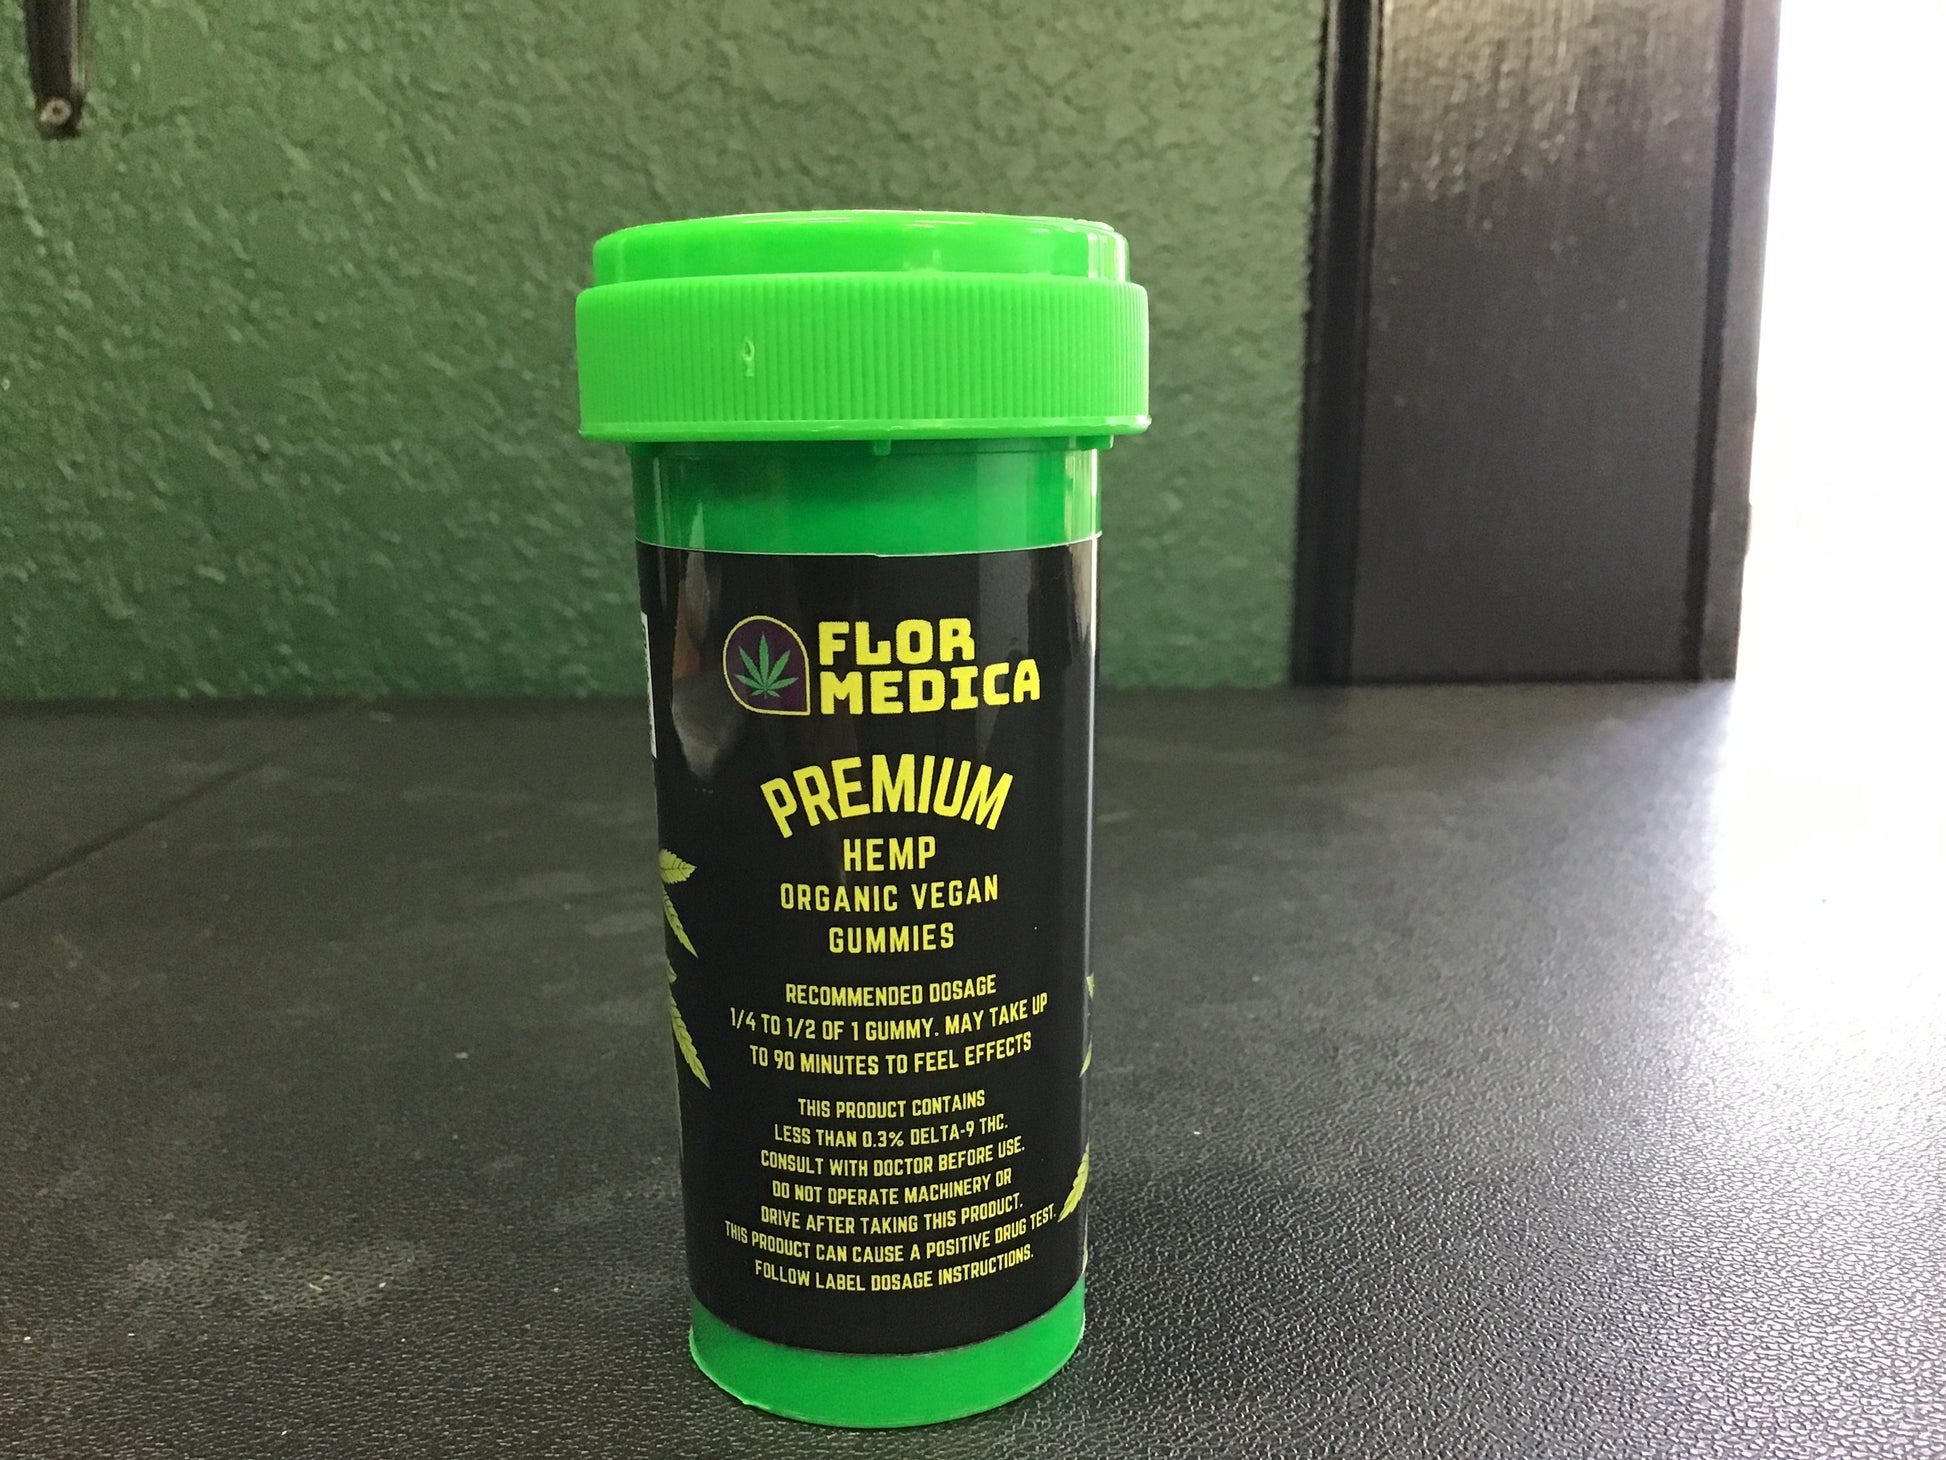 FLOR
MEDICA
PREMIUM
HEMP
ORGANIC VEGAN
GUMMIES
RECOMMENDED DOSAGE
1/4 TO 1/2 OF 1 GUMMY. MAY TAKE UP
TO 90 MINUTES TO FEEL EFFECTS
THIS PRODUCT CONTAINS
LESS THAN 0.3% DELTA-9 THC.
CONSULT WITH DOCTOR BEFORE USE.
DO NOT OPERATE MACHINERY OR
DRIVE AFTER TAKING THIS PRODUCT.
THIS PRODUCT CAN CAUSE A POSITIVE DRUG TEST.
FOLLOW LABEL DOSAGE INSTRUCTIONS.